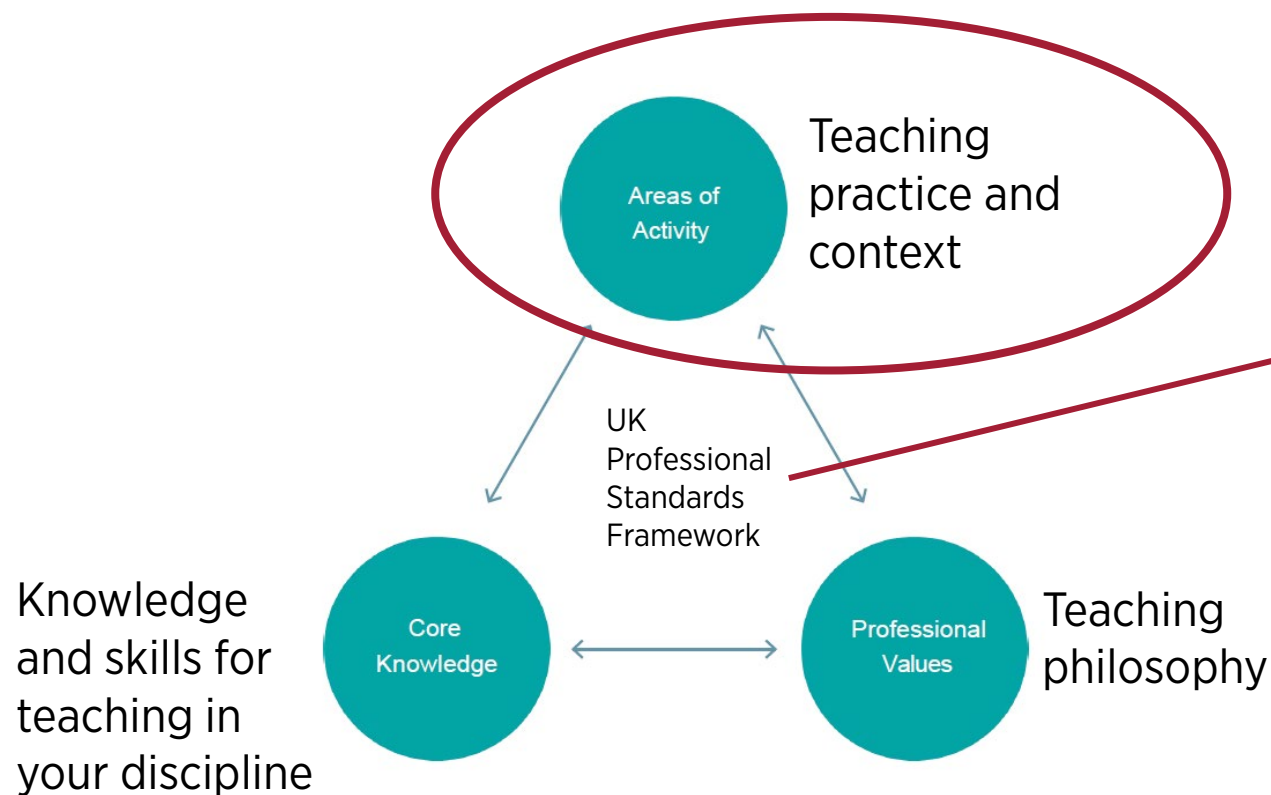 Areas of
Activity
Teaching
practice and
context
UK
Professional
Standards
Framework
Knowledge
and skills for
teaching in
your discipline
Core
Knowledge
Professional
Values
Teaching
philosophy